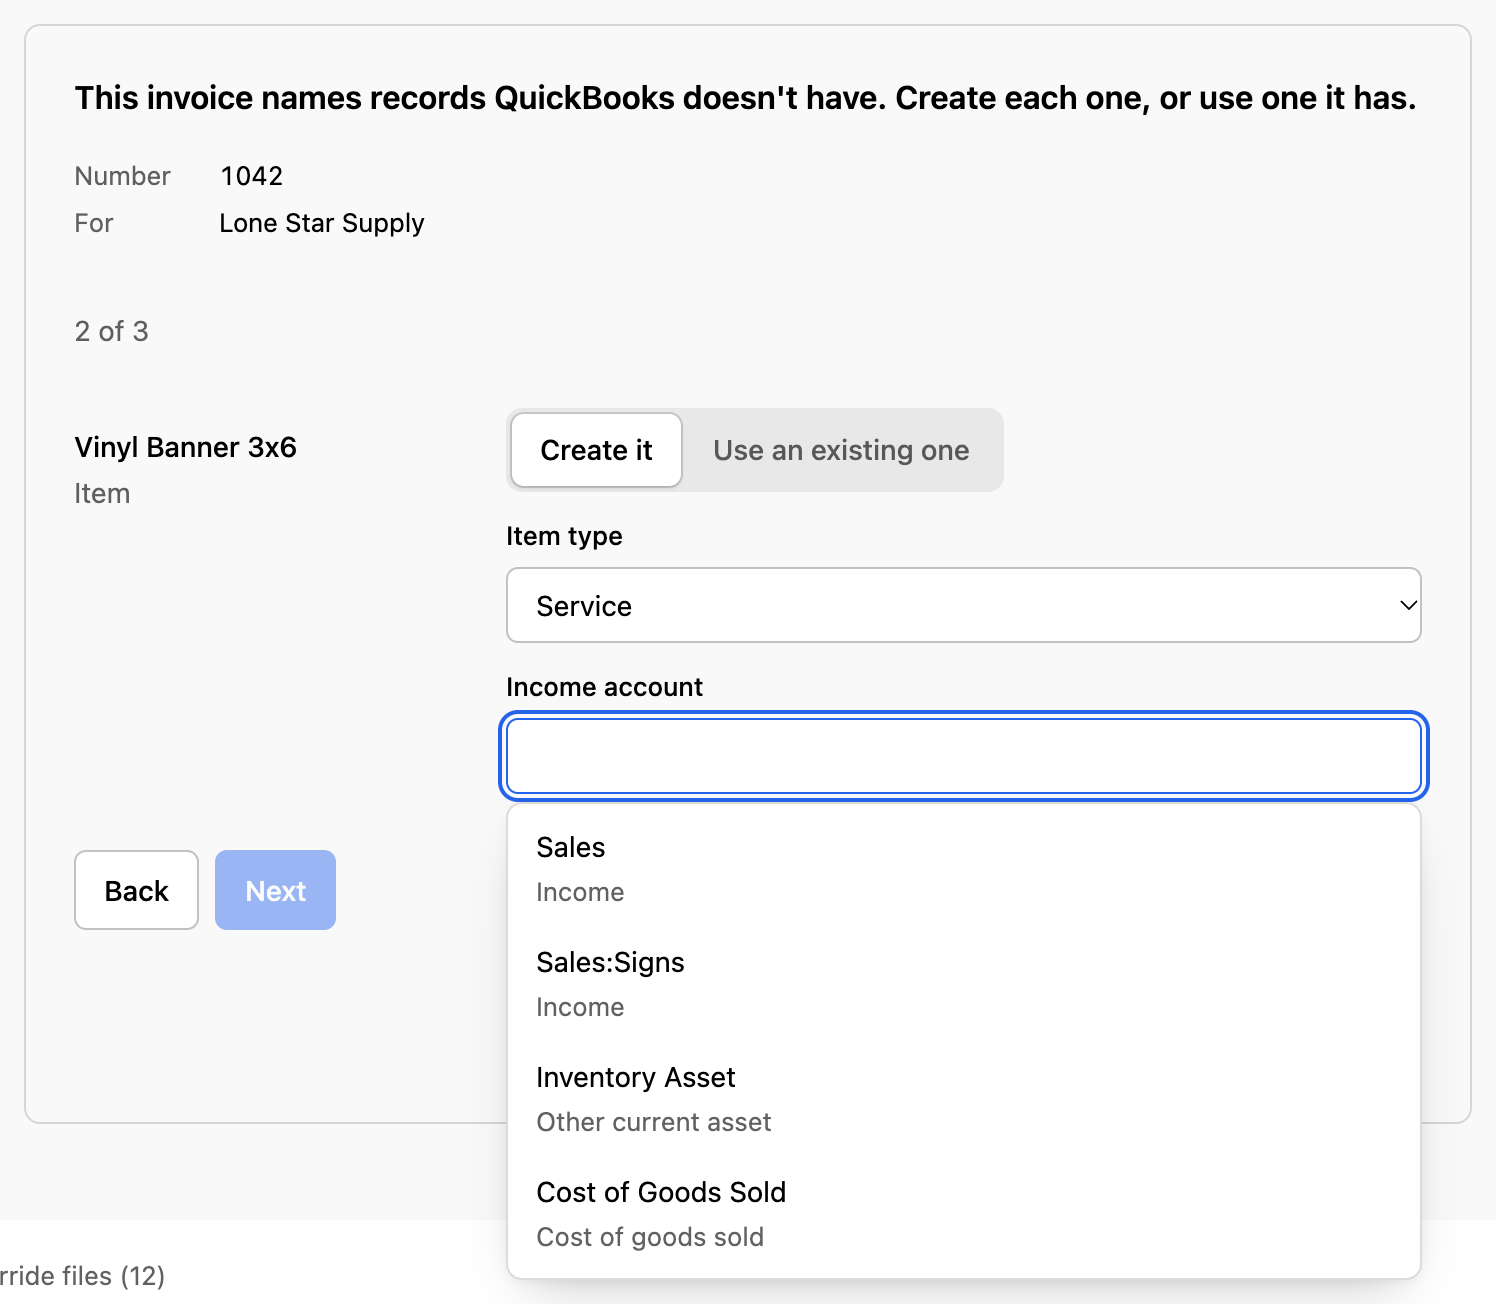 This invoice names records QuickBooks doesn't have. Create each one, or use one it has.
Number 1042
For Lone Star Supply
2 of 3
Vinyl Banner 3x6
Item
Create it Use an existing one
Item type
Service
Income account
Sales
Income
Sales:Signs
Income
Inventory Asset
Other current asset
Cost of Goods Sold
Cost of goods sold
Back Next
rride files (12)